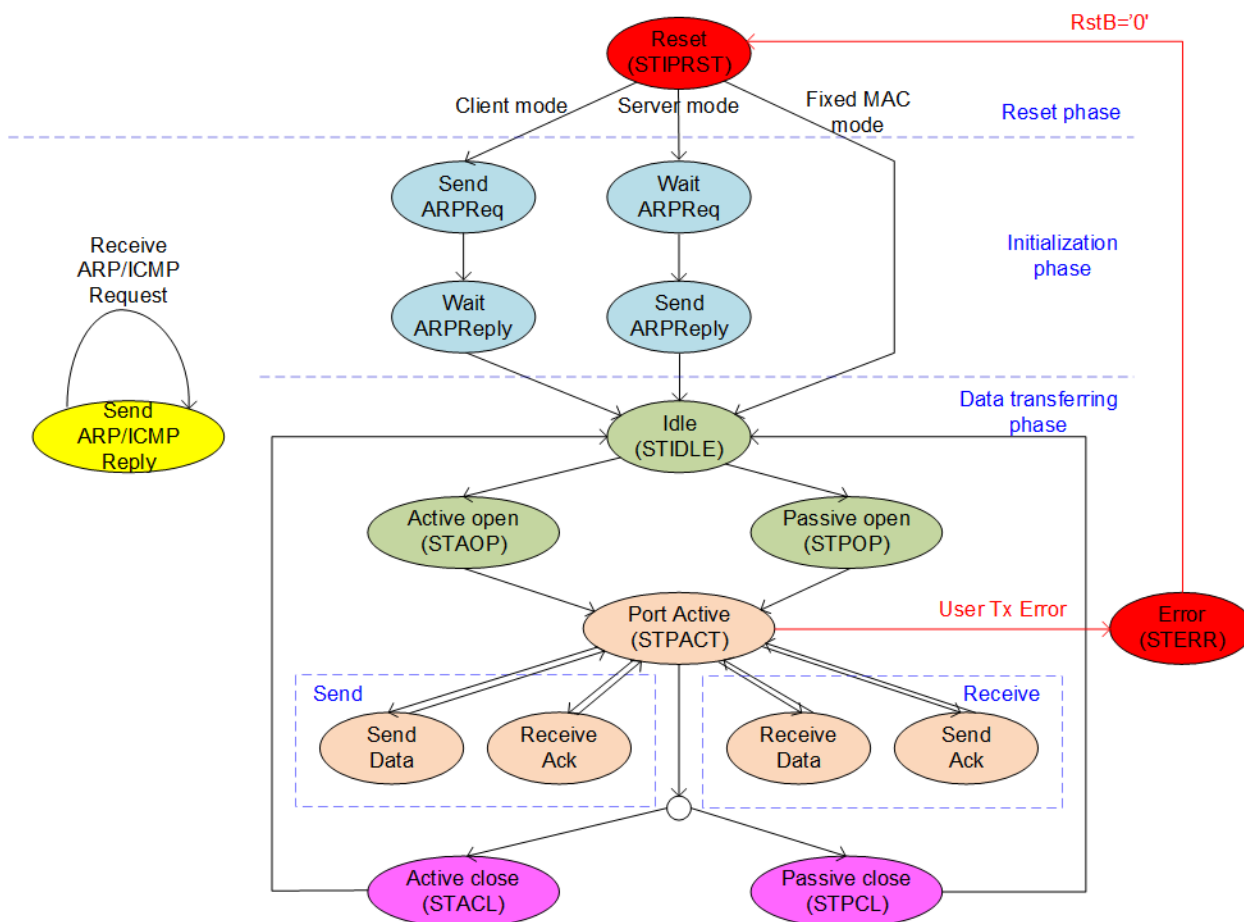 RstB='0'
Reset
(STIPRST)
Client mode
Server mode
Fixed MAC
mode
Reset phase
Send
ARPReq
Wait
ARPReq
Initialization
phase
Receive
ARP/ICMP
Request
Wait
ARPReply
Send
ARPReply
Send
ARP/ICMP
Reply
Idle
(STIDLE)
Data transferring
phase
Active open
(STAOP)
Passive open
(STPOP)
Port Active
(STPACT)
User Tx Error
Error
(STERR)
Send
Receive
Send
Data
Receive
Ack
Receive
Data
Send
Ack
Active close
(STACL)
Passive close
(STPCL)